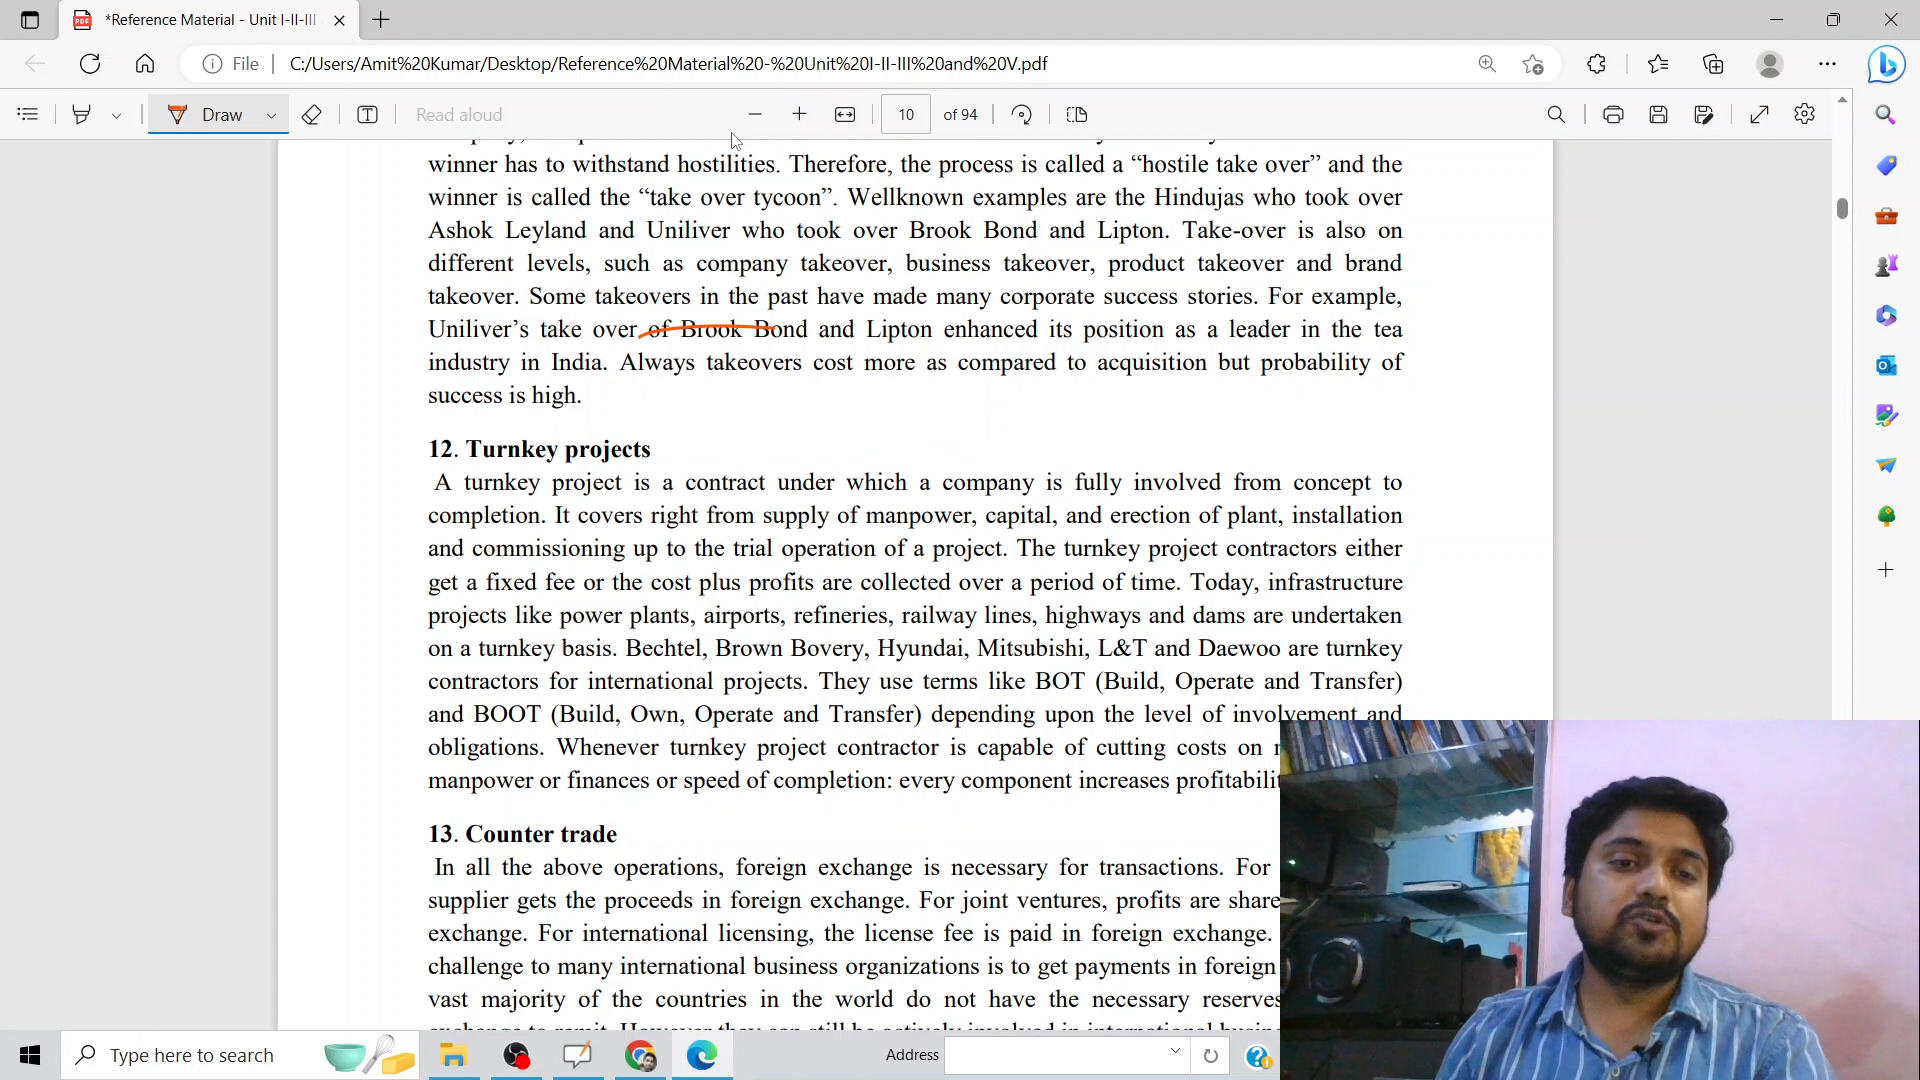 *Reference Material - Unit I-II-III
File
C:/Users/Amit%20Kumar/Desktop/Reference%20Material%20-%20Unit%20I-II-III%20and%20V.pdf
Draw
Read aloud
10 of 94
winner has to withstand hostilities. Therefore, the process is called a “hostile take over” and the
winner is called the “take over tycoon”. Wellknown examples are the Hindujas who took over
Ashok Leyland and Uniliver who took over Brook Bond and Lipton. Take-over is also on
different levels, such as company takeover, business takeover, product takeover and brand
takeover. Some takeovers in the past have made many corporate success stories. For example,
Uniliver’s take over of Brook Bond and Lipton enhanced its position as a leader in the tea
industry in India. Always takeovers cost more as compared to acquisition but probability of
success is high.
12. Turnkey projects
A turnkey project is a contract under which a company is fully involved from concept to
completion. It covers right from supply of manpower, capital, and erection of plant, installation
and commissioning up to the trial operation of a project. The turnkey project contractors either
get a fixed fee or the cost plus profits are collected over a period of time. Today, infrastructure
projects like power plants, airports, refineries, railway lines, highways and dams are undertaken
on a turnkey basis. Bechtel, Brown Bovery, Hyundai, Mitsubishi, L&T and Daewoo are turnkey
contractors for international projects. They use terms like BOT (Build, Operate and Transfer)
and BOOT (Build, Own, Operate and Transfer) depending upon the level of involvement and
obligations. Whenever turnkey project contractor is capable of cutting costs on
manpower or finances or speed of completion: every component increases
13. Counter trade
In all the above operations, foreign exchange is necessary for transactions. For
supplier gets the proceeds in foreign exchange. For joint ventures, profits are share
exchange. For international licensing, the license fee is paid in foreign exchange.
challenge to many international business organizations is to get payments in foreign
vast majority of the countries in the world do not have the necessary reserves
Type here to search
Address